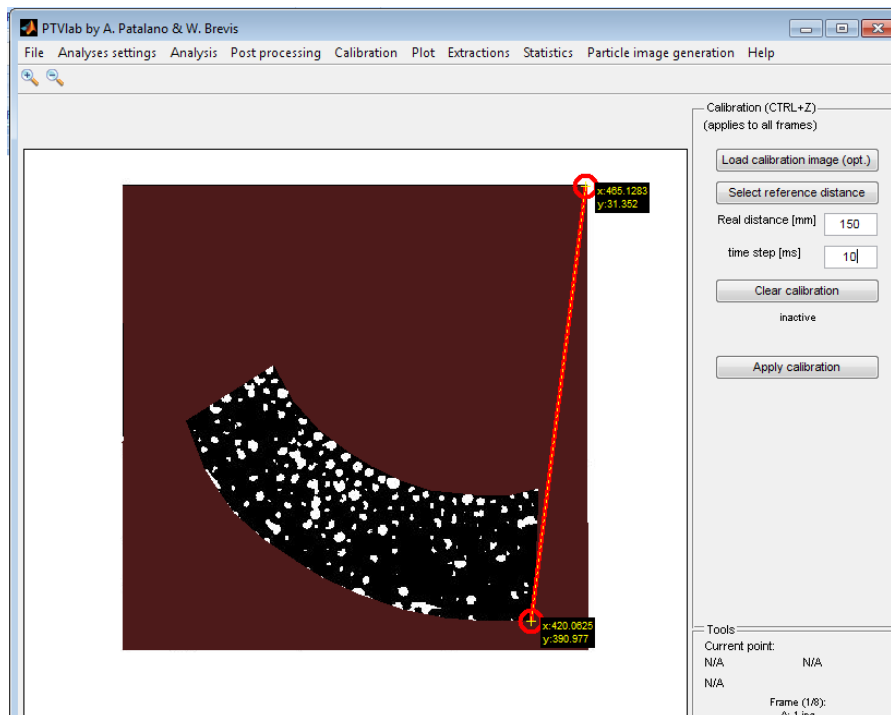 PTVlab by A. Patalano & W. Brevis
File Analyses settings Analysis Post processing Calibration Plot Extractions Statistics Particle image generation Help
Calibration (CTRL+Z)
(applies to all frames)
Load calibration image (opt.)
Select reference distance
Real distance [mm] 150
time step [ms] 10
Clear calibration
inactive
Apply calibration
x:465.1283
y:31.352
x:420.0625
y:390.977
Tools
Current point:
N/A N/A
N/A
Frame (1/8):